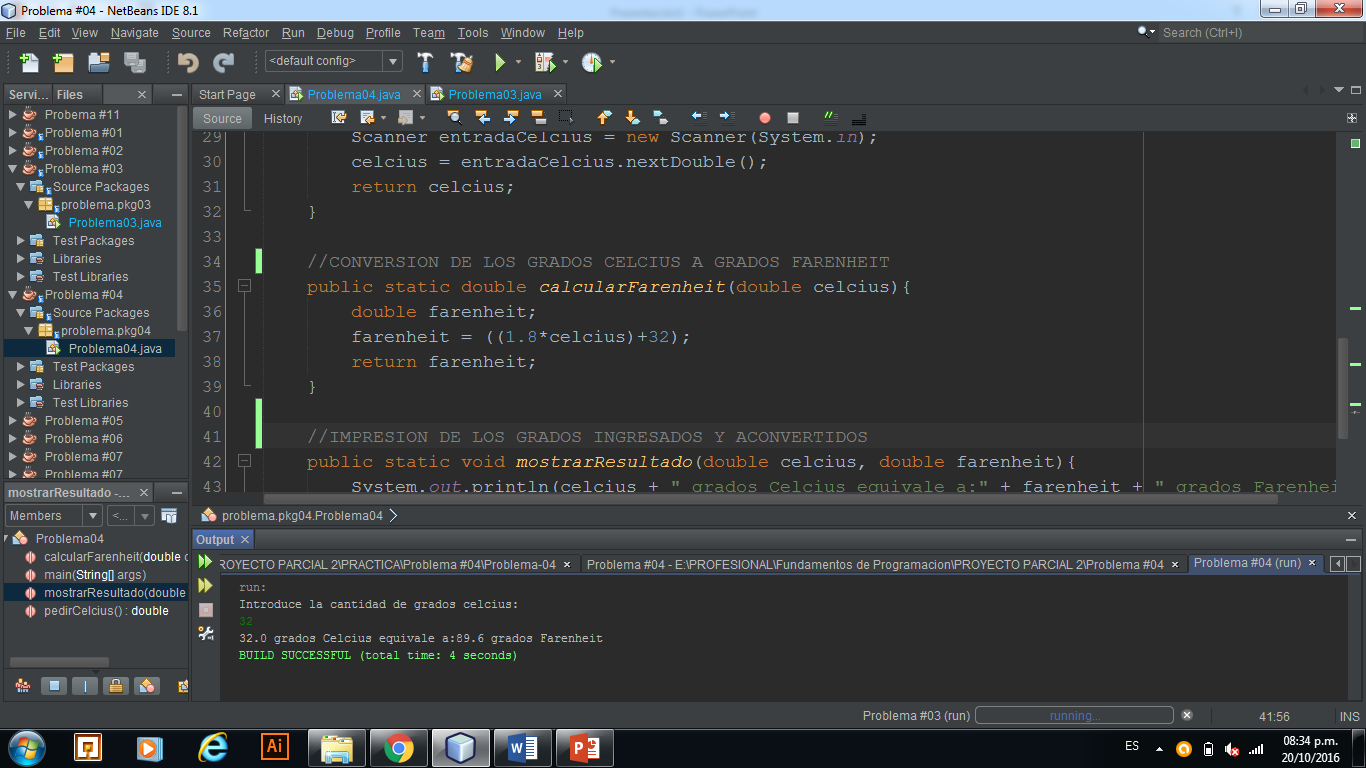 Problema #04 - NetBeans IDE 8.1
File Edit View Navigate Source Refactor Run Debug Profile Team Tools Window Help
Search (Ctrl+I)
<default config>
Servi... Files
Start Page Problema04.java Problema03.java
Source History
Probema #11
Problema #01
Problema #02
Problema #03
Source Packages
problema.pkg03
Problema03.java
Test Packages
Libraries
Test Libraries
Problema #04
Source Packages
problema.pkg04
Problema04.java
Test Packages
Libraries
Test Libraries
Problema #05
Problema #06
Problema #07
Problema #07
29 Scanner entradaCelcius = new Scanner(System.in);
30 celcius = entradaCelcius.nextDouble();
31 return celcius;
32 }
33
34 //CONVERSION DE LOS GRADOS CELCIUS A GRADOS FARENHEIT
35 public static double calcularFarenheit(double celcius){
36 double farenheit;
37 farenheit = ((1.8*celcius)+32);
38 return farenheit;
39 }
40
41 //IMPRESION DE LOS GRADOS INGRESADOS Y ACONVERTIDOS
42 public static void mostrarResultado(double celcius, double farenheit){
43 System.out.println(celcius + " grados Celcius equivale a:" + farenheit + " grados Farenhei
problema.pkg04.Problema04
mostrarResultado -...
Members <...
Problema04
calcularFarenheit(double c
main(String[] args)
mostrarResultado(double
pedirCelcius() : double
Output
ROYECTO PARCIAL 2\PRACTICA\Problema #04\Problema-04
Problema #04 - E:\PROFESIONAL\Fundamentos de Programacion\PROYECTO PARCIAL 2\Problema #04
Problema #04 (run)
run:
Introduce la cantidad de grados celcius:
32
32.0 grados Celcius equivale a:89.6 grados Farenheit
BUILD SUCCESSFUL (total time: 4 seconds)
Problema #03 (run) running... 41:56 INS
Ai
ES
08:34 p.m.
20/10/2016